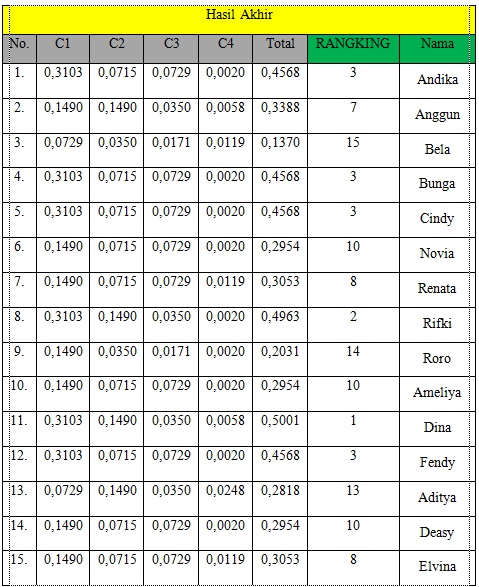 Hasil Akhir
No. C1 C2 C3 C4 Total RANGKING Nama
1. 0,3103 0,0715 0,0729 0,0020 0,4568 3 Andika
2. 0,1490 0,1490 0,0350 0,0058 0,3388 7 Anggun
3. 0,0729 0,0350 0,0171 0,0119 0,1370 15 Bela
4. 0,3103 0,0715 0,0729 0,0020 0,4568 3 Bunga
5. 0,3103 0,0715 0,0729 0,0020 0,4568 3 Cindy
6. 0,1490 0,0715 0,0729 0,0020 0,2954 10 Novia
7. 0,1490 0,0715 0,0729 0,0119 0,3053 8 Renata
8. 0,3103 0,1490 0,0350 0,0020 0,4963 2 Rifki
9. 0,1490 0,0350 0,0171 0,0020 0,2031 14 Roro
10. 0,1490 0,0715 0,0729 0,0020 0,2954 10 Ameliya
11. 0,3103 0,1490 0,0350 0,0058 0,5001 1 Dina
12. 0,3103 0,0715 0,0729 0,0020 0,4568 3 Fendy
13. 0,0729 0,1490 0,0350 0,0248 0,2818 13 Aditya
14. 0,1490 0,0715 0,0729 0,0020 0,2954 10 Deasy
15. 0,1490 0,0715 0,0729 0,0119 0,3053 8 Elvina